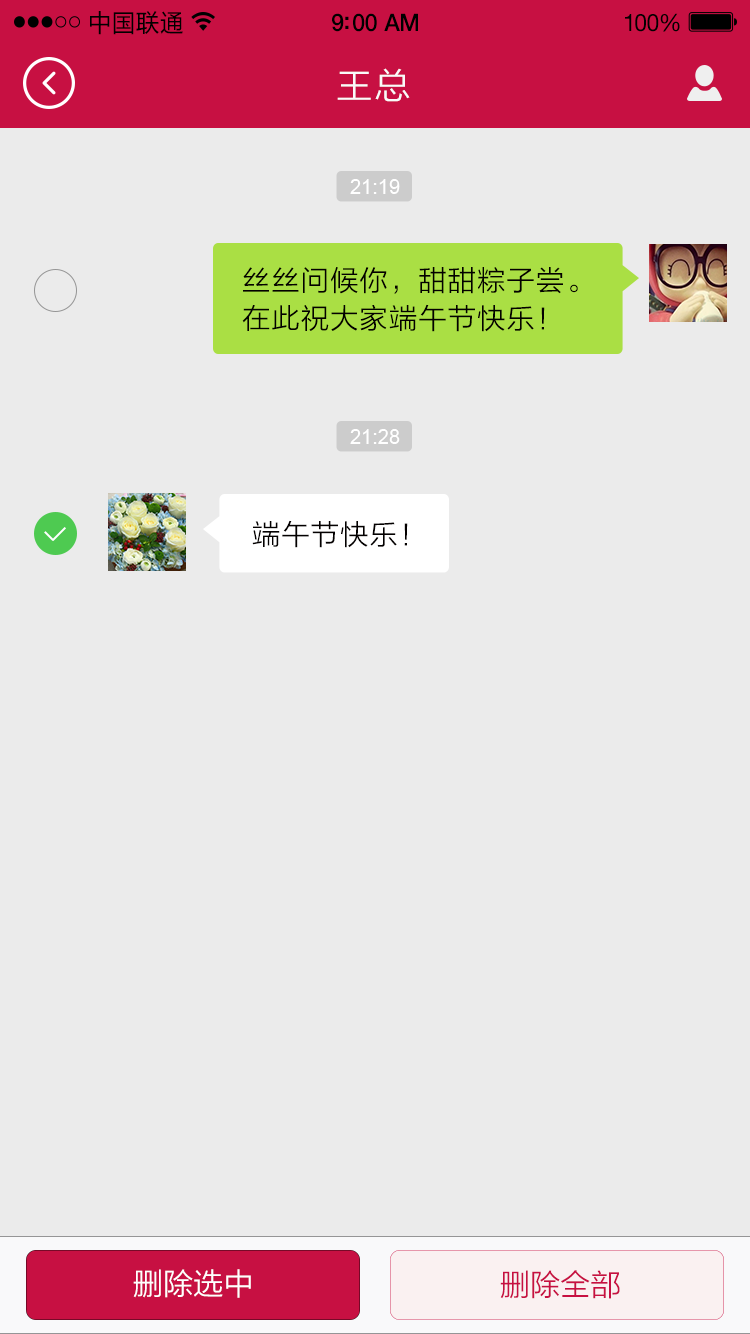 中国联通 9:00 AM 100%
王总
21:19
丝丝问候你，甜甜粽子尝。
在此祝大家端午节快乐！
21:28
端午节快乐！
删除选中 删除全部